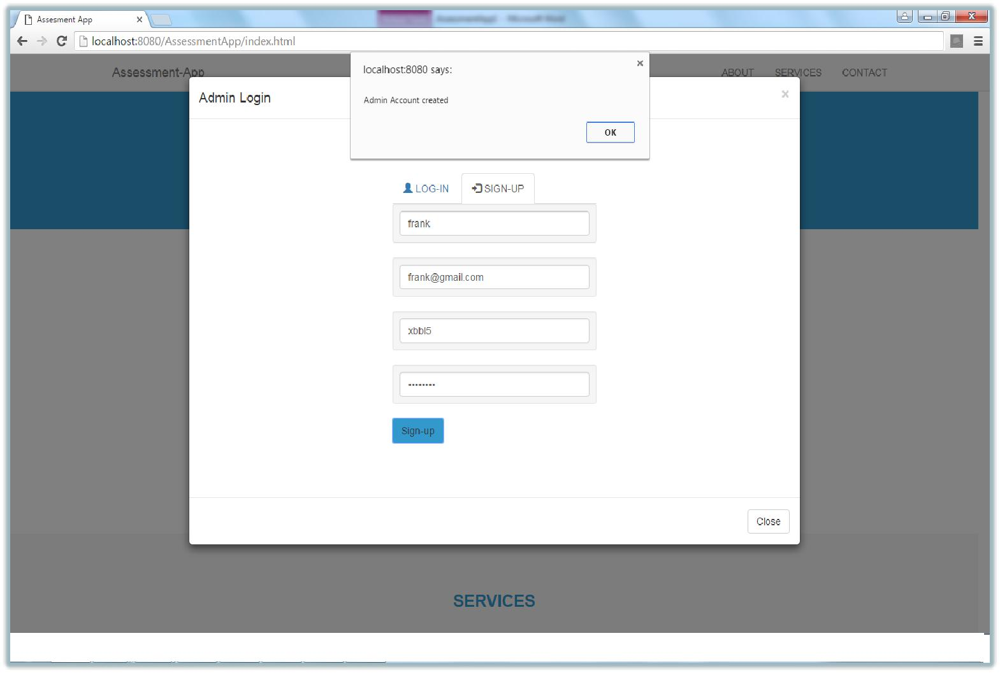 Assesment App
localhost:8080/AssessmentApp/index.html
Assessment-App
ABOUT SERVICES CONTACT
localhost:8080 says:
Admin Account created
OK
Admin Login
LOG-IN SIGN-UP
frank
frank@gmail.com
xbbl5
Sign-up
Close
SERVICES